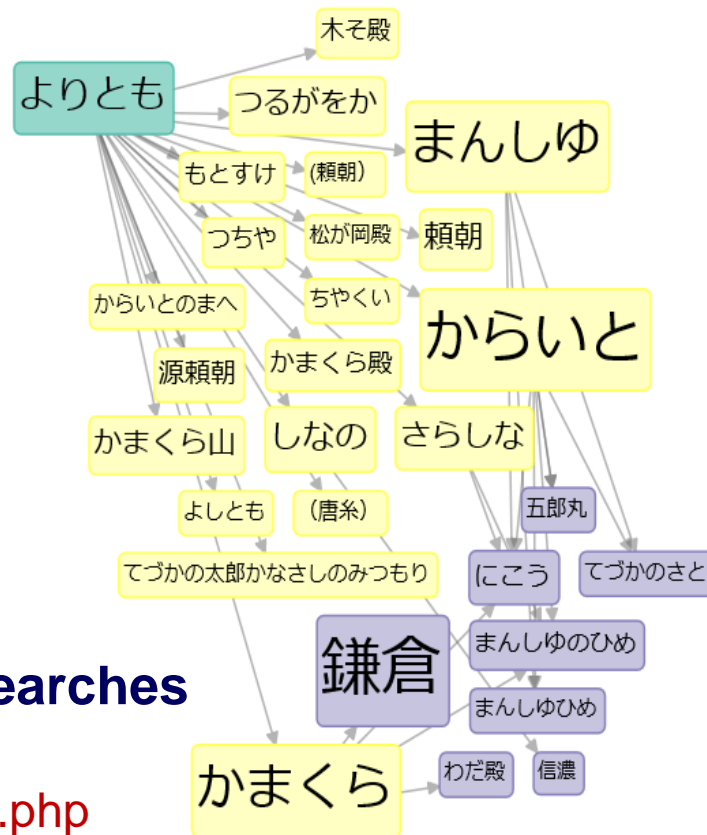 木そ殿
よりとも
つるがをか
まんしゆ
もとすけ
(頼朝）
つちや
松が岡殿
頼朝
からいとのまへ
ちやくい
からいと
源頼朝
かまくら殿
かまくら山
しなの
さらしな
よしとも
（唐糸）
五郎丸
てづかの太郎かなさしのみつもり
にこう
てづかのさと
鎌倉
まんしゆのひめ
earches
まんしゆひめ
かまくら
わだ殿
信濃
.php